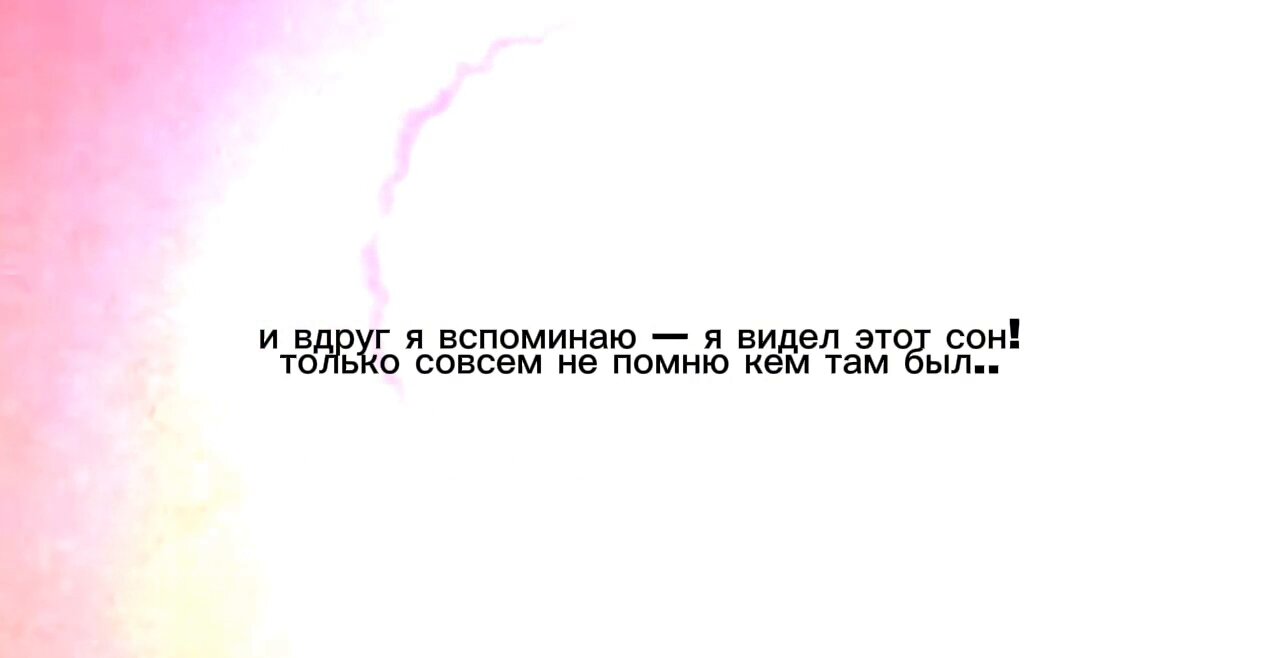 и вдруг я вспоминаю — я видел этот сон!
только совсем не помню кем там был..